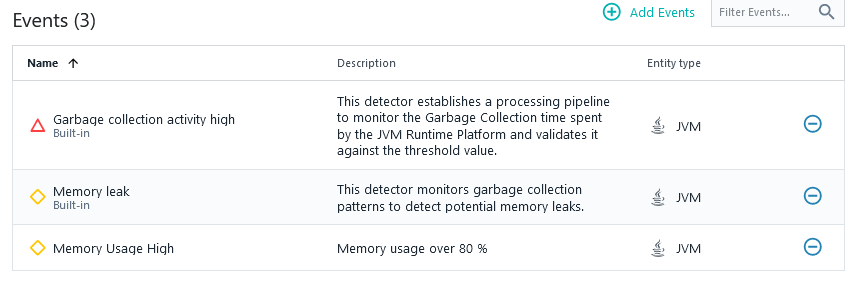 Events (3)
Add Events
Filter Events...
Name
Description
Entity type
Garbage collection activity high
Built-in
This detector establishes a processing pipeline
to monitor the Garbage Collection time spent
by the JVM Runtime Platform and validates it
against the threshold value.
JVM
Memory leak
Built-in
This detector monitors garbage collection
patterns to detect potential memory leaks.
JVM
Memory Usage High
Memory usage over 80 %
JVM